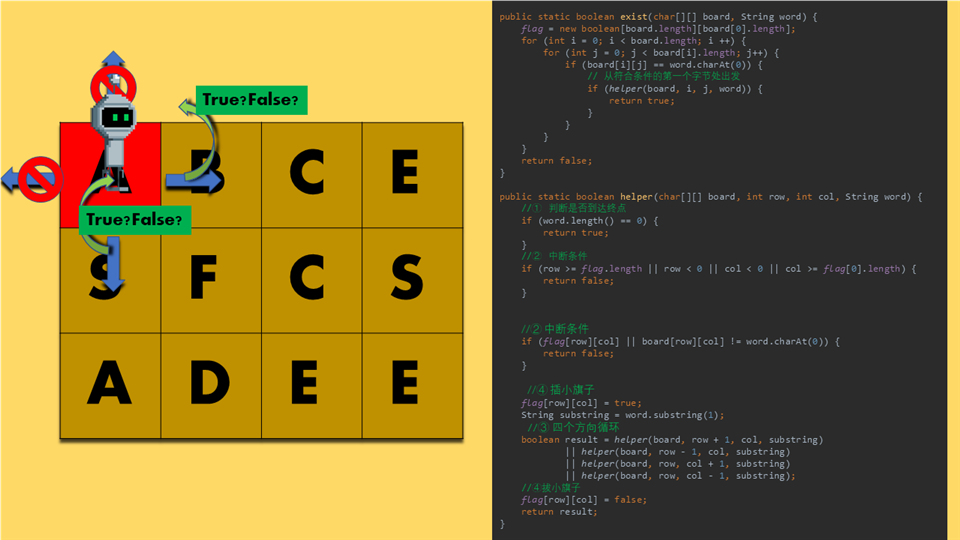 True?False?
B C E
True?False?
S F C S
A D E E
public static boolean exist(char[][] board, String word) {
flag = new boolean[board.length][board[0].length];
for (int i = 0; i < board.length; i ++) {
for (int j = 0; j < board[i].length; j++) {
if (board[i][j] == word.charAt(0)) {
// 从符合条件的第一个字节处出发
if (helper(board, i, j, word)) {
return true;
}
}
}
}
return false;
}
public static boolean helper(char[][] board, int row, int col, String word) {
//① 判断是否到达终点
if (word.length() == 0) {
return true;
}
//② 中断条件
if (row >= flag.length || row < 0 || col < 0 || col >= flag[0].length) {
return false;
}
//②中断条件
if (flag[row][col] || board[row][col] != word.charAt(0)) {
return false;
}
//④ 插小旗子
flag[row][col] = true;
String substring = word.substring(1);
//③ 四个方向循环
boolean result = helper(board, row + 1, col, substring)
|| helper(board, row - 1, col, substring)
|| helper(board, row, col + 1, substring)
|| helper(board, row, col - 1, substring);
//④拔小旗子
flag[row][col] = false;
return result;
}